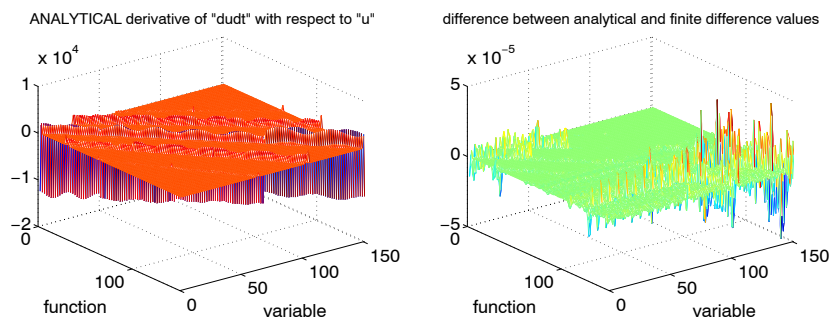 ANALYTICAL derivative of "dudt" with respect to "u"
x 10^4
1
0
−1
−2
0
100
function
0
50
100
150
variable
difference between analytical and finite difference values
x 10^−5
5
0
−5
0
100
function
0
50
100
150
variable